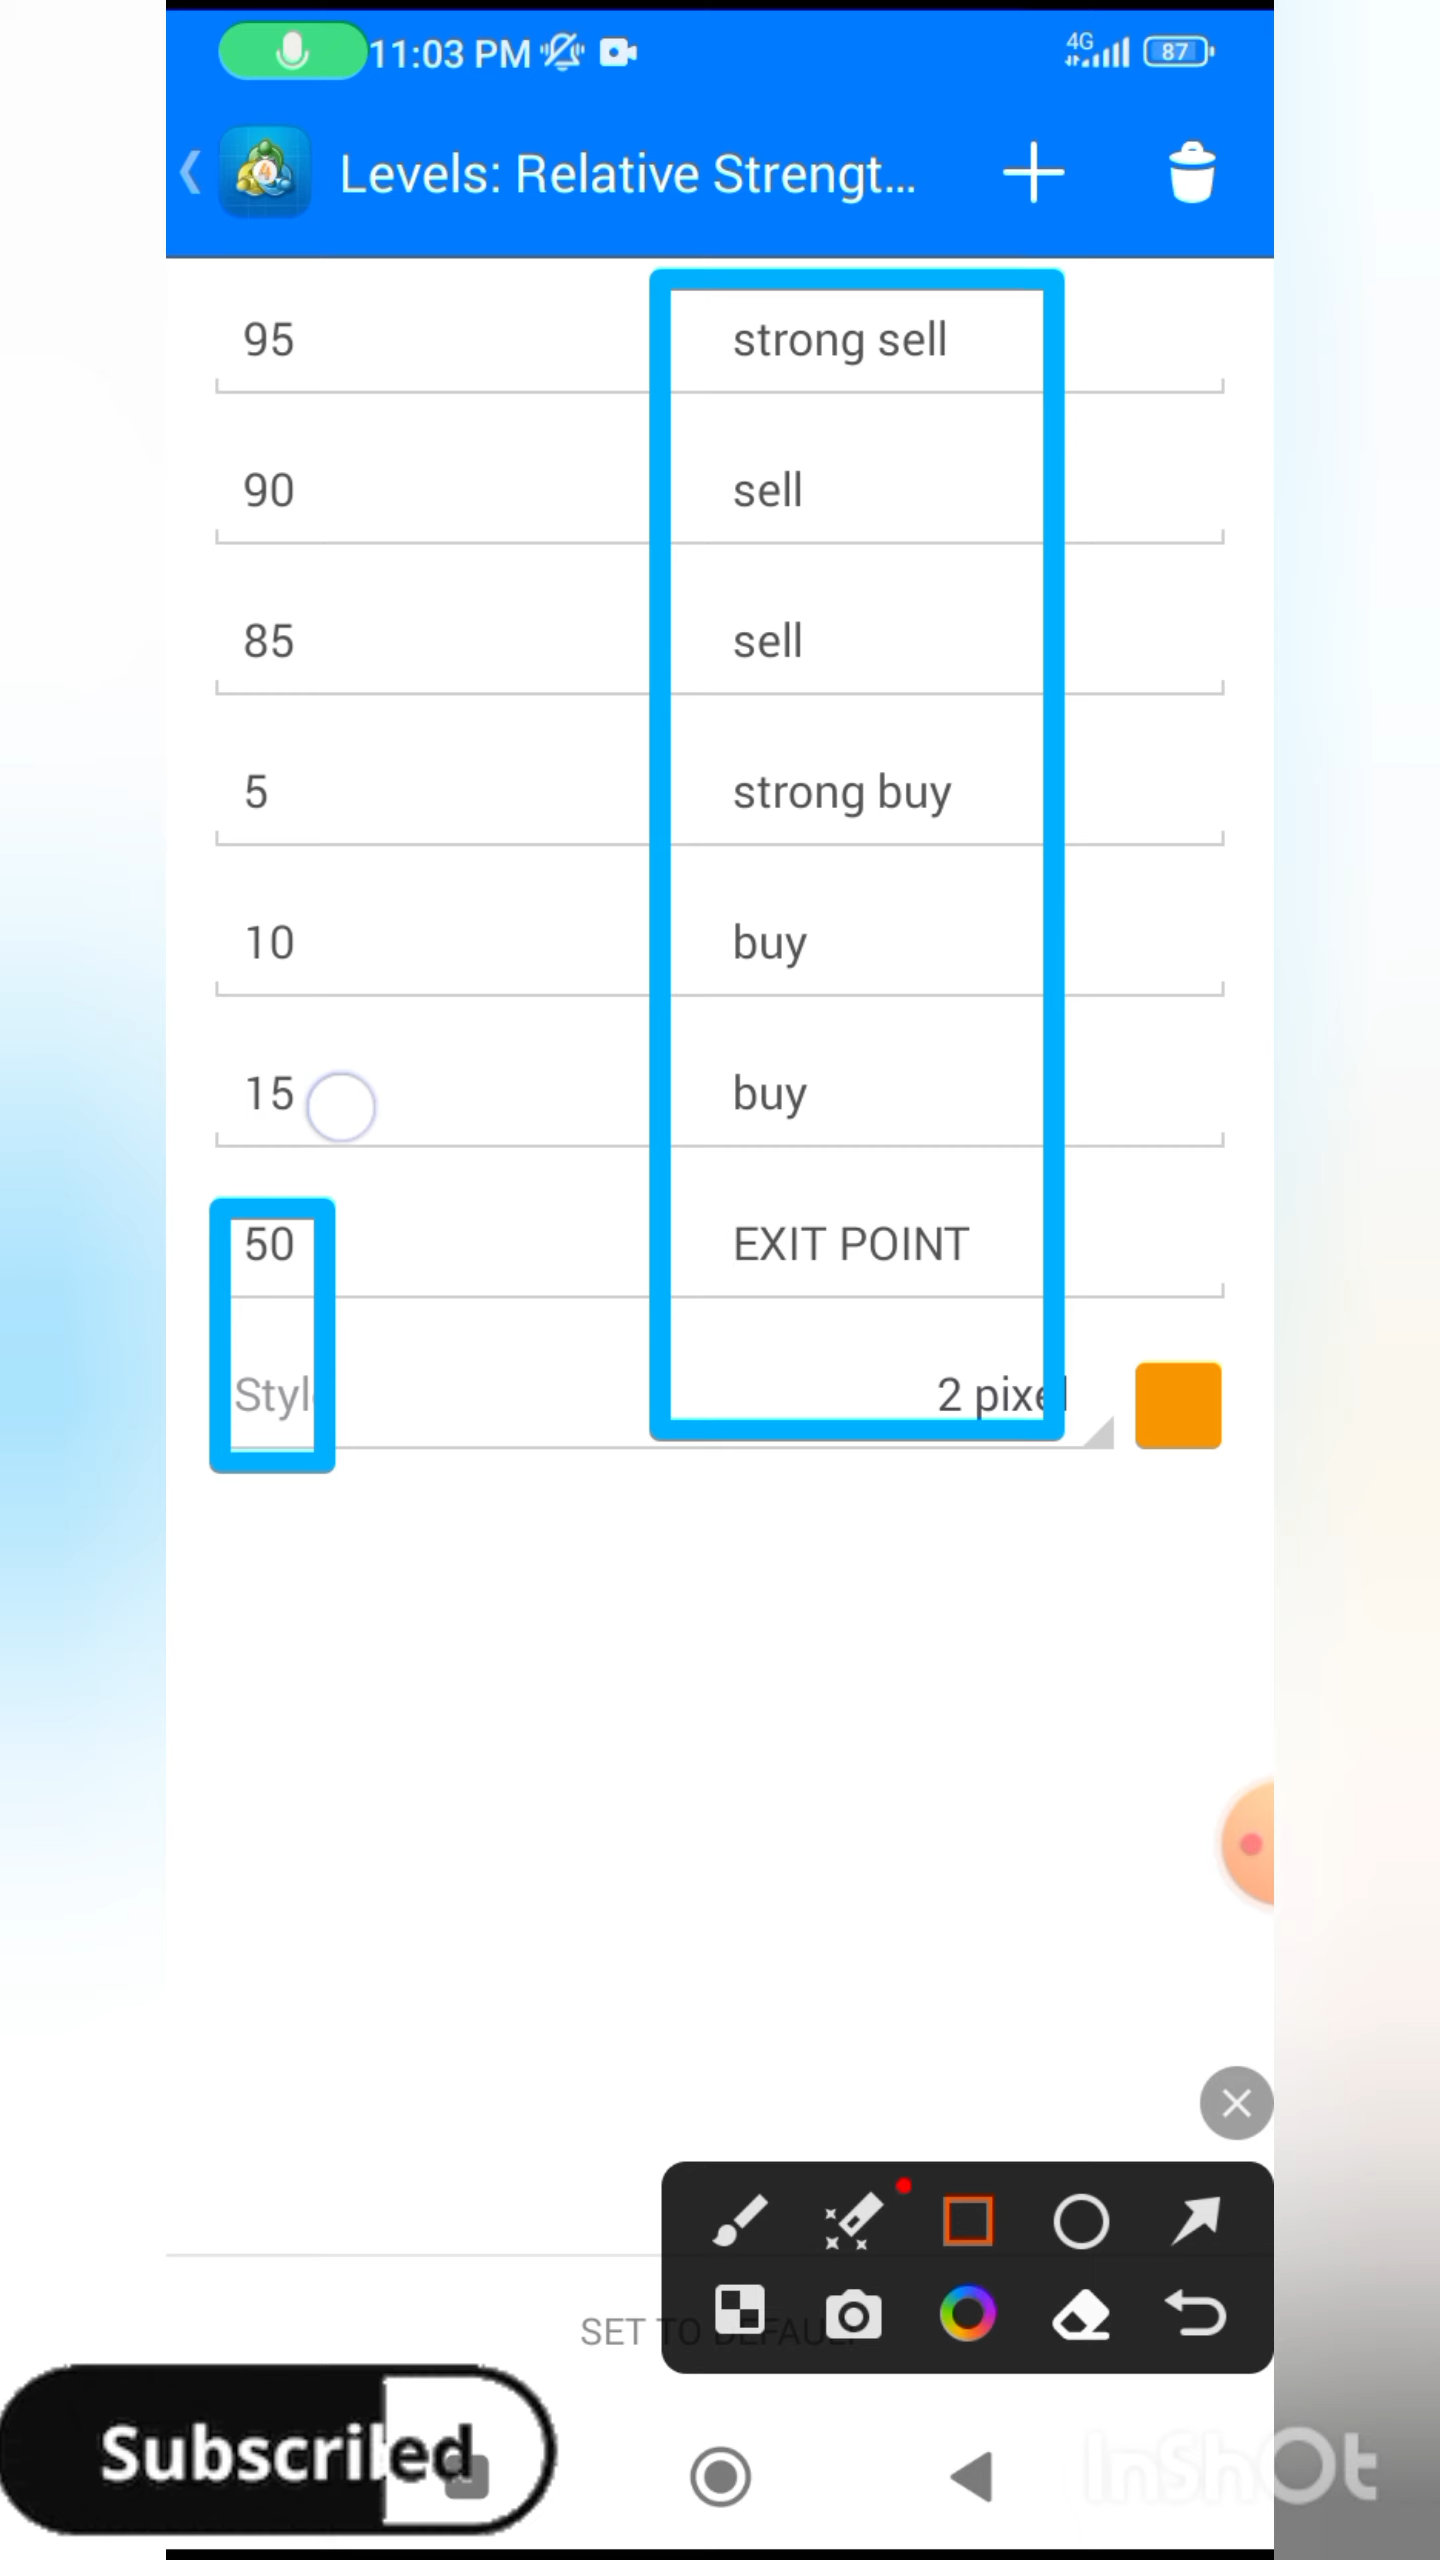 11:03 PM 4G 87
Levels: Relative Strengt...
95 strong sell
90 sell
85 sell
5 strong buy
10 buy
15 buy
50 EXIT POINT
Styl 2 pixel
SET TO DEFAULT
Subscribed
InShOt